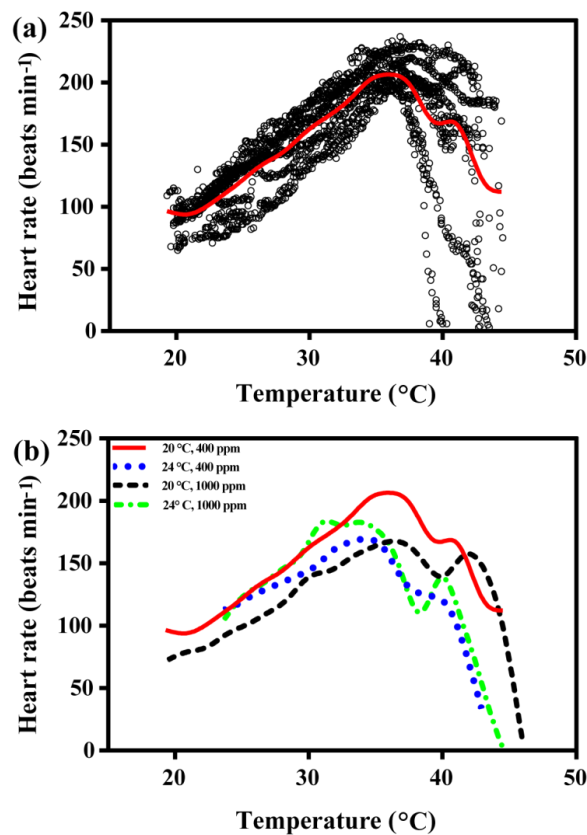 (a)
250
200
150
100
50
0
Heart rate (beats min-1)
20 30 40 50
Temperature (°C)
(b)
250
200
150
100
50
0
Heart rate (beats min-1)
20 °C, 400 ppm
24 °C, 400 ppm
20 °C, 1000 ppm
24° C, 1000 ppm
20 30 40 50
Temperature (°C)